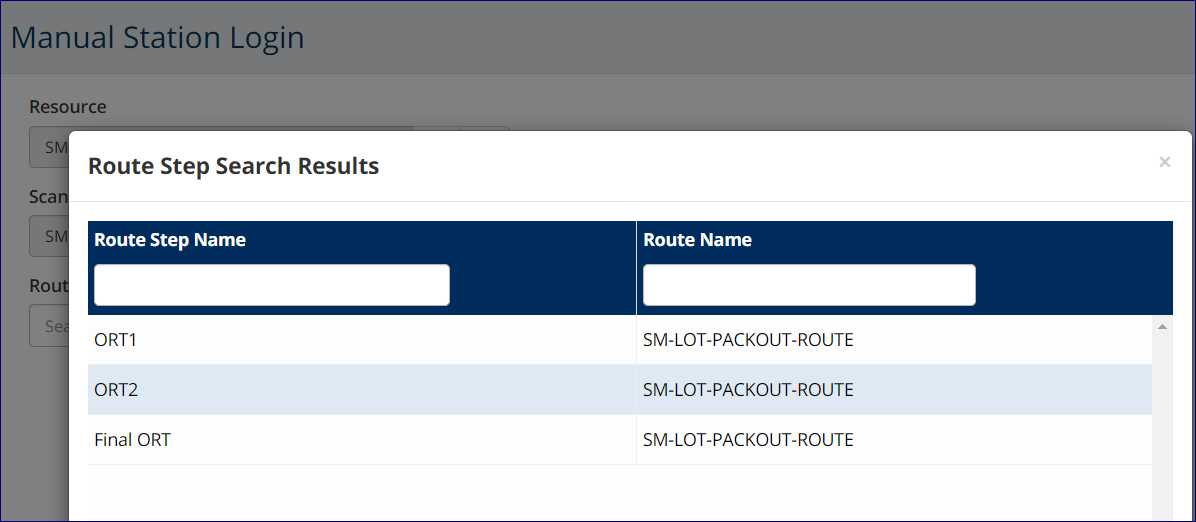 Manual Station Login
Resource
SM
Route Step Search Results
×
Scan
SM
Route Step Name Route Name
Rout
Sea
ORT1 SM-LOT-PACKOUT-ROUTE
ORT2 SM-LOT-PACKOUT-ROUTE
Final ORT SM-LOT-PACKOUT-ROUTE